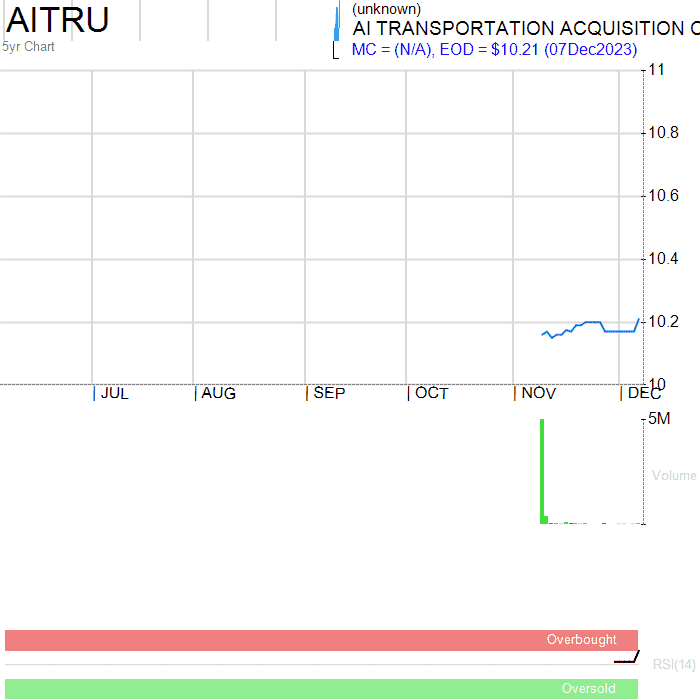 AITRU
5yr Chart
(unknown)
AI TRANSPORTATION ACQUISITION C
MC = (N/A), EOD = $10.21 (07Dec2023)
11
10.8
10.6
10.4
10.2
10
JUL AUG SEP OCT NOV DEC
5M
Volume
Overbought
RSI(14)
Oversold